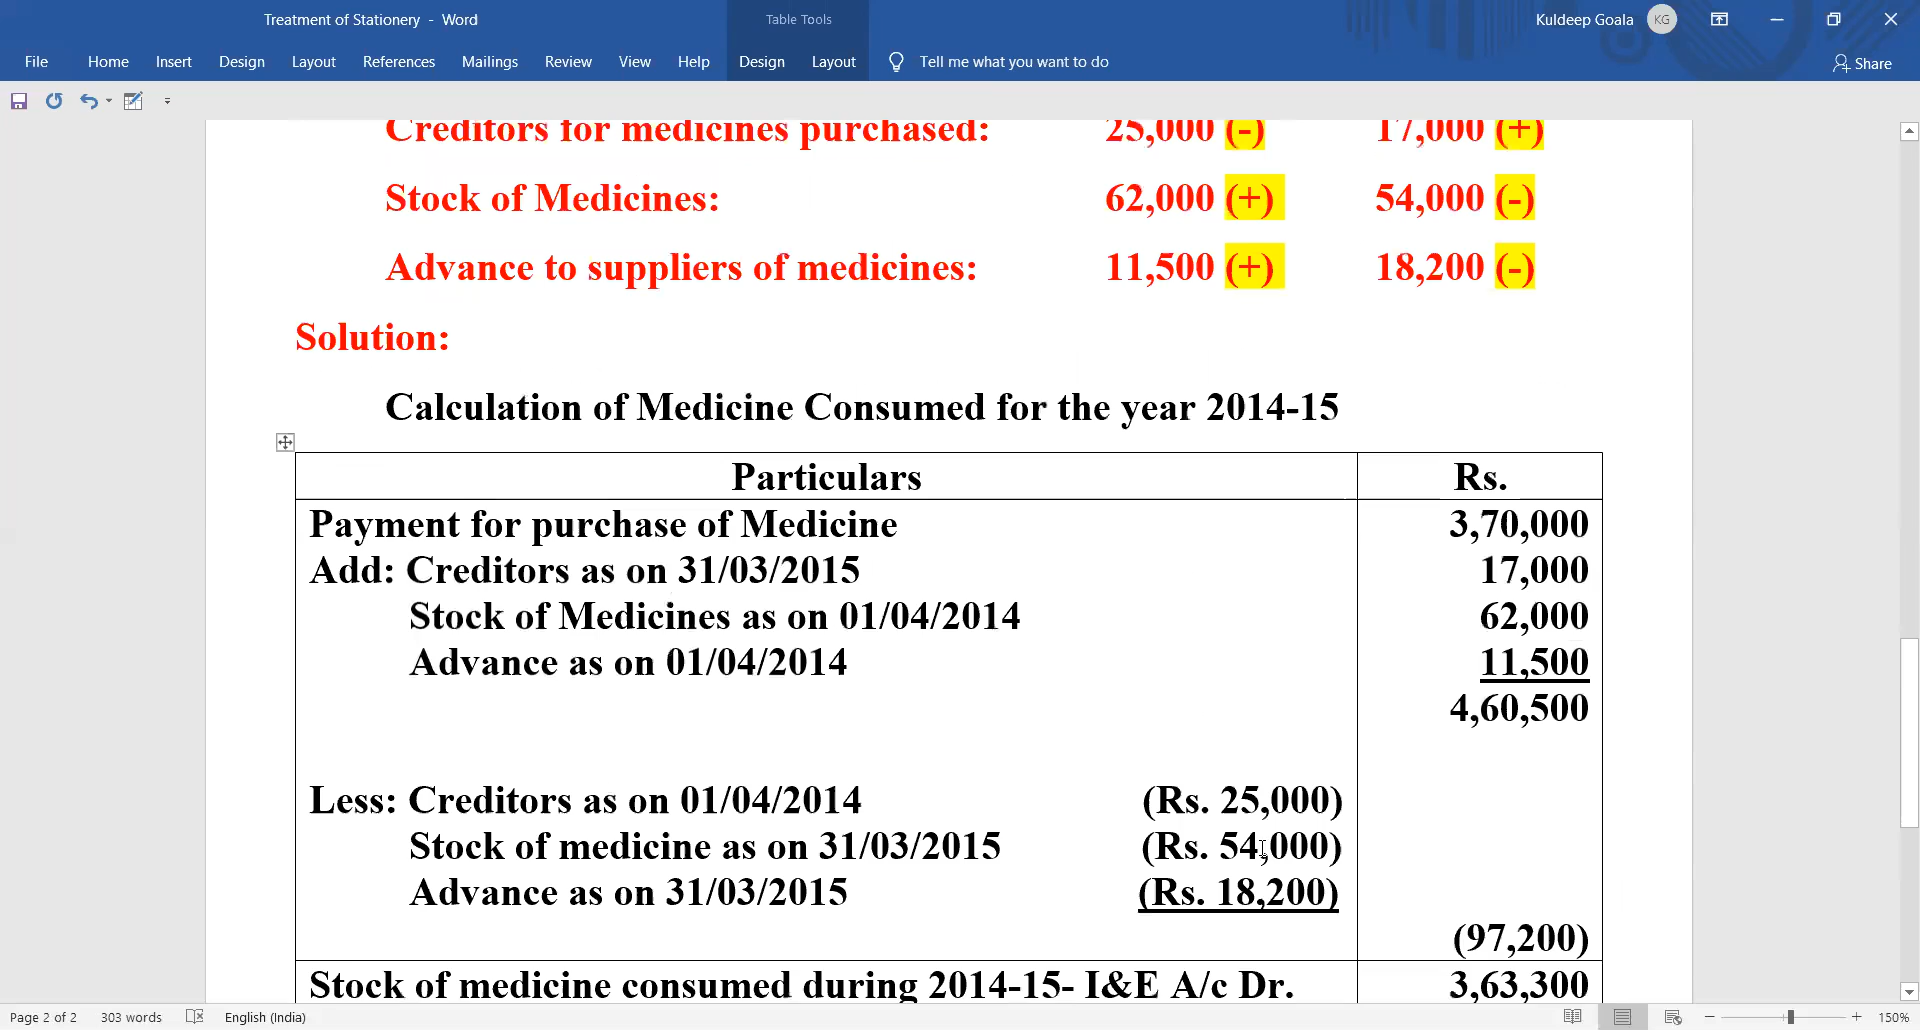 Treatment of Stationery - Word
Table Tools
Kuldeep Goala
KG
File Home Insert Design Layout References Mailings Review View Help Design Layout Tell me what you want to do
Share
Creditors for medicines purchased: 25,000 (-) 17,000 (+)
Stock of Medicines: 62,000 (+) 54,000 (-)
Advance to suppliers of medicines: 11,500 (+) 18,200 (-)
Solution:
Calculation of Medicine Consumed for the year 2014-15
Particulars Rs.
Payment for purchase of Medicine 3,70,000
Add: Creditors as on 31/03/2015 17,000
Stock of Medicines as on 01/04/2014 62,000
Advance as on 01/04/2014 11,500
4,60,500
Less: Creditors as on 01/04/2014 (Rs. 25,000)
Stock of medicine as on 31/03/2015 (Rs. 54,000)
Advance as on 31/03/2015 (Rs. 18,200)
(97,200)
Stock of medicine consumed during 2014-15- I&E A/c Dr. 3,63,300
Page 2 of 2 303 words English (India) 150%